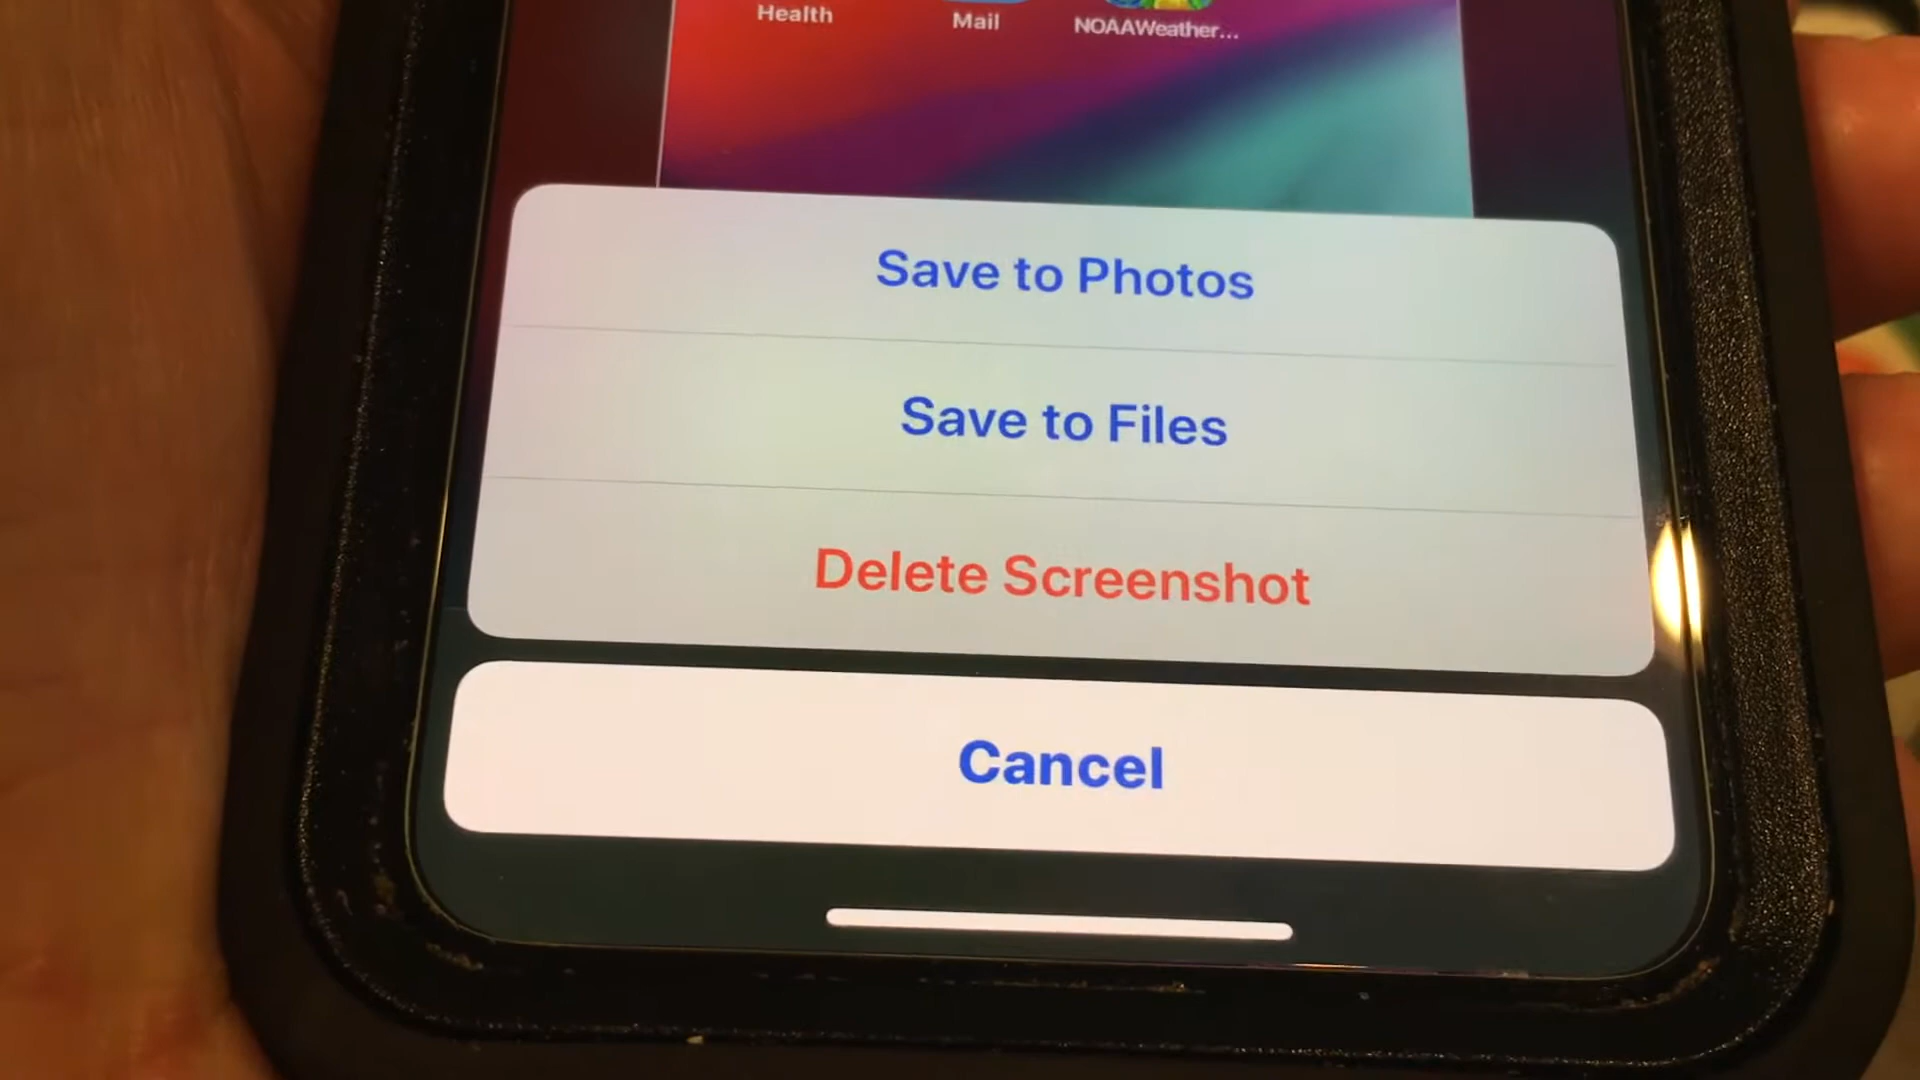 Health
Mail
NOAAWeather...
Save to Photos
Save to Files
Delete Screenshot
Cancel